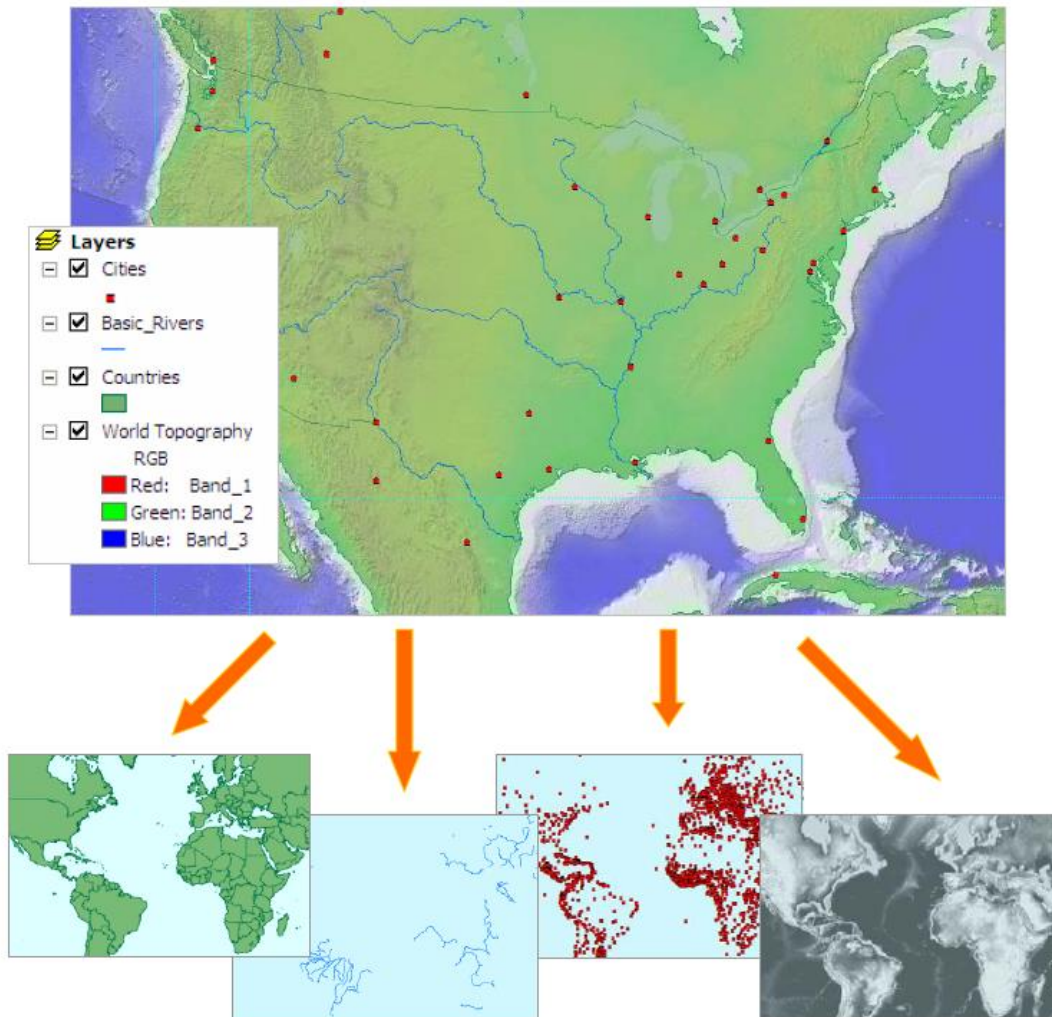 Layers
Cities
Basic_Rivers
Countries
World Topography
RGB
Red: Band_1
Green: Band_2
Blue: Band_3